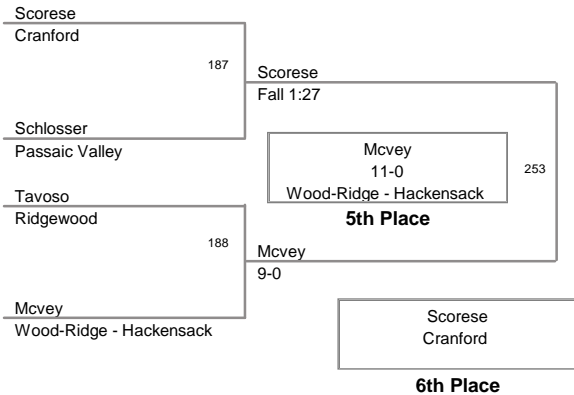 Scorese
Cranford
187
Scorese
Fall 1:27
Schlosser
Passaic Valley
Mcvey
11-0
Wood-Ridge - Hackensack
253
5th Place
Tavoso
Ridgewood
188
Mcvey
9-0
Mcvey
Wood-Ridge - Hackensack
Scorese
Cranford
6th Place